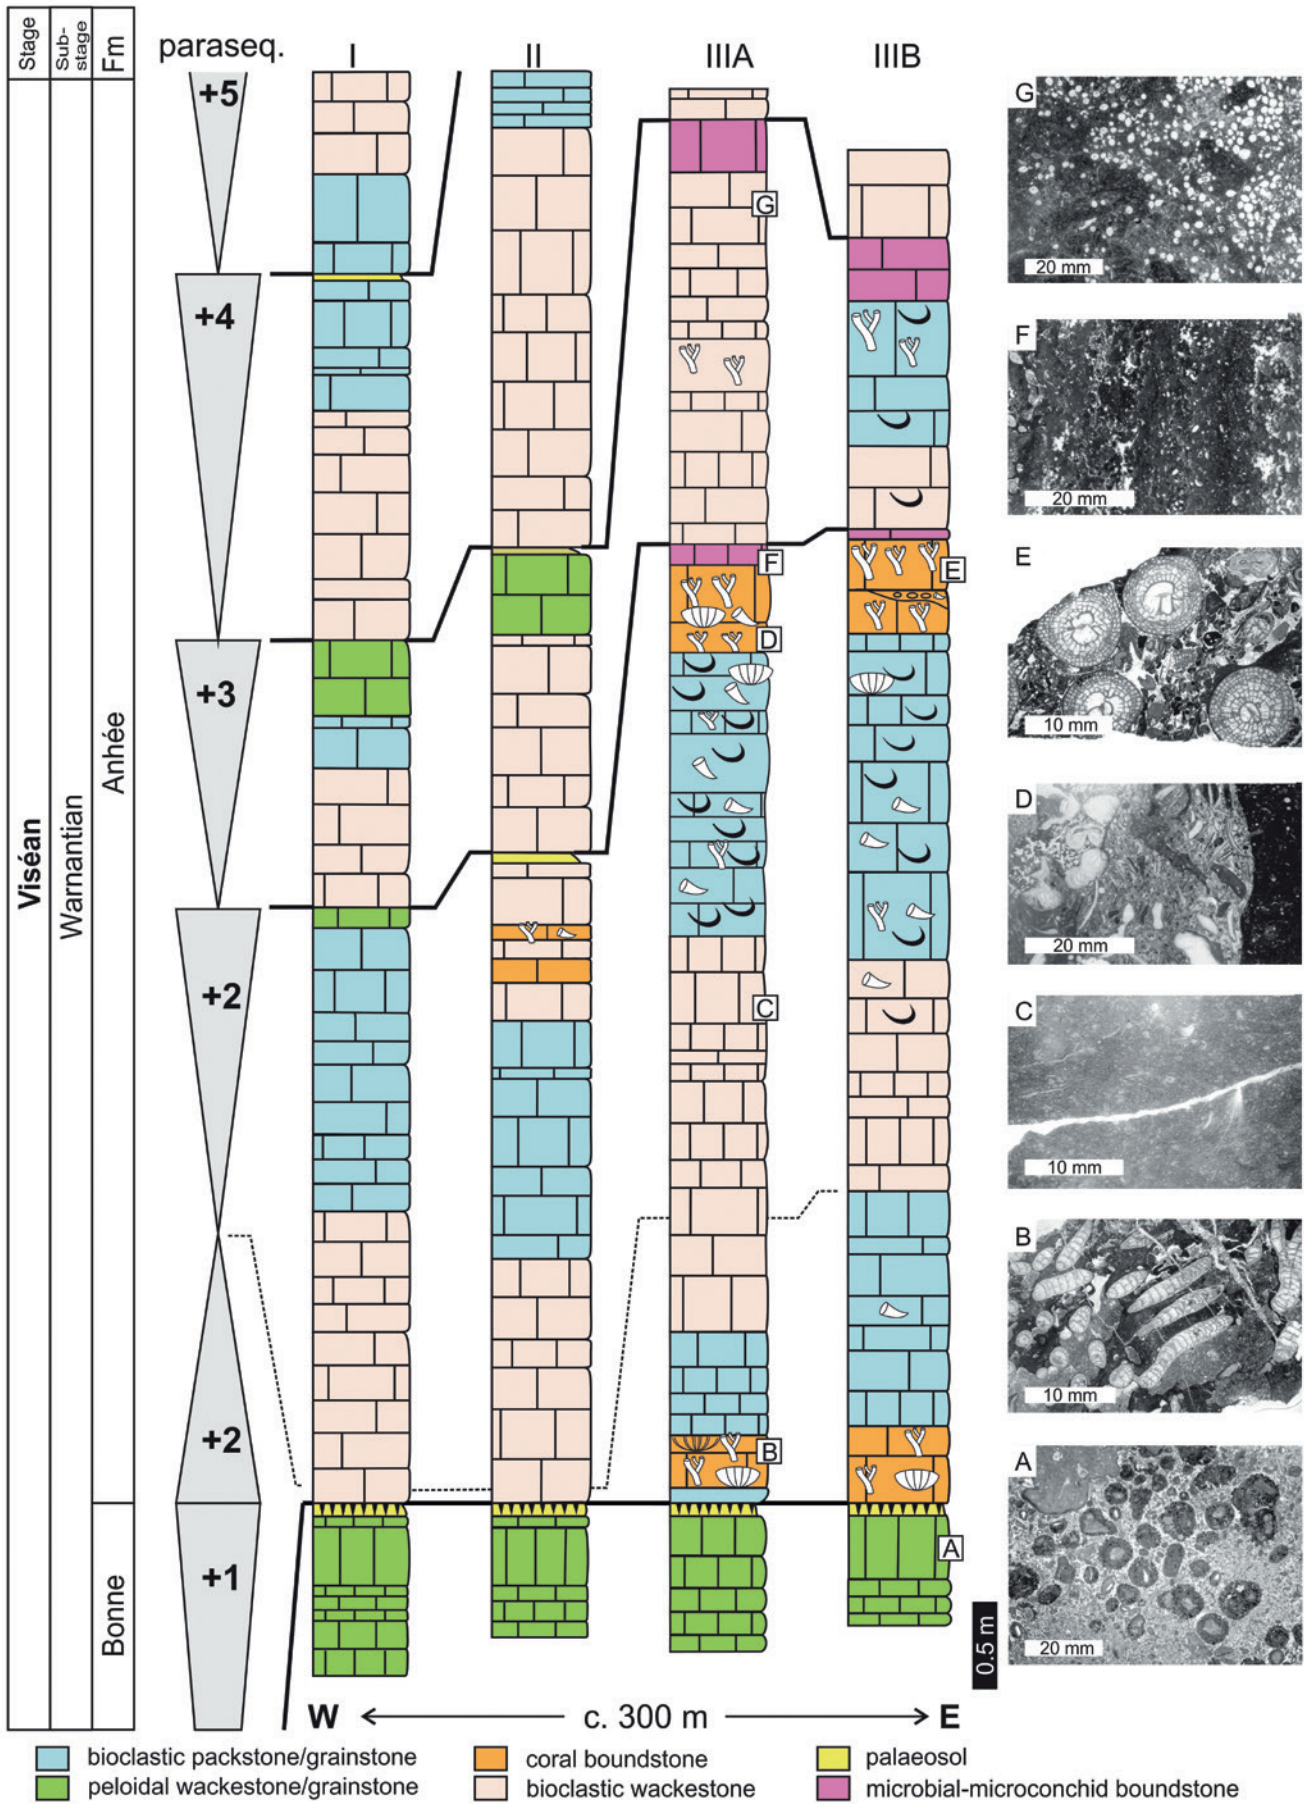 Stage
Sub-stage
Fm
paraseq.
I
II
IIIA
IIIB
Viséan
Warnantian
Anhée
Bonne
+5
+4
+3
+2
+2
+1
G
F
D
C
B
E
A
G
20 mm
F
20 mm
E
10 mm
D
20 mm
C
10 mm
B
10 mm
A
20 mm
0.5 m
W c. 300 m E
bioclastic packstone/grainstone
peloidal wackestone/grainstone
coral boundstone
bioclastic wackestone
palaeosol
microbial-microconchid boundstone